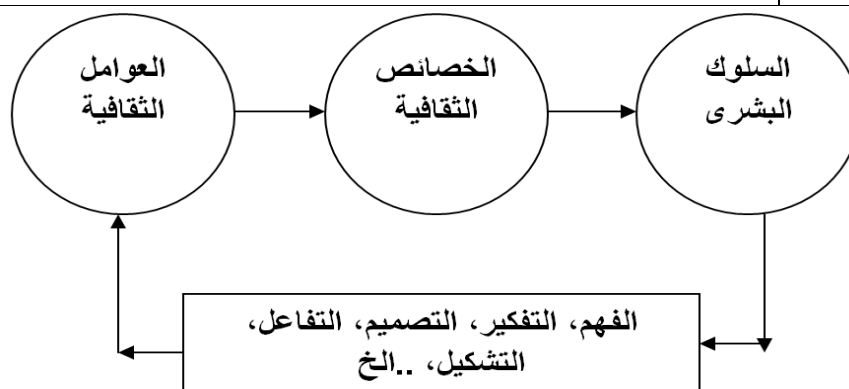 العوامل
الثقافية
الخصائص
الثقافية
السلوك
البشرى
الفهم، التفكير، التصميم، التفاعل،
التشكيل، ..الخ